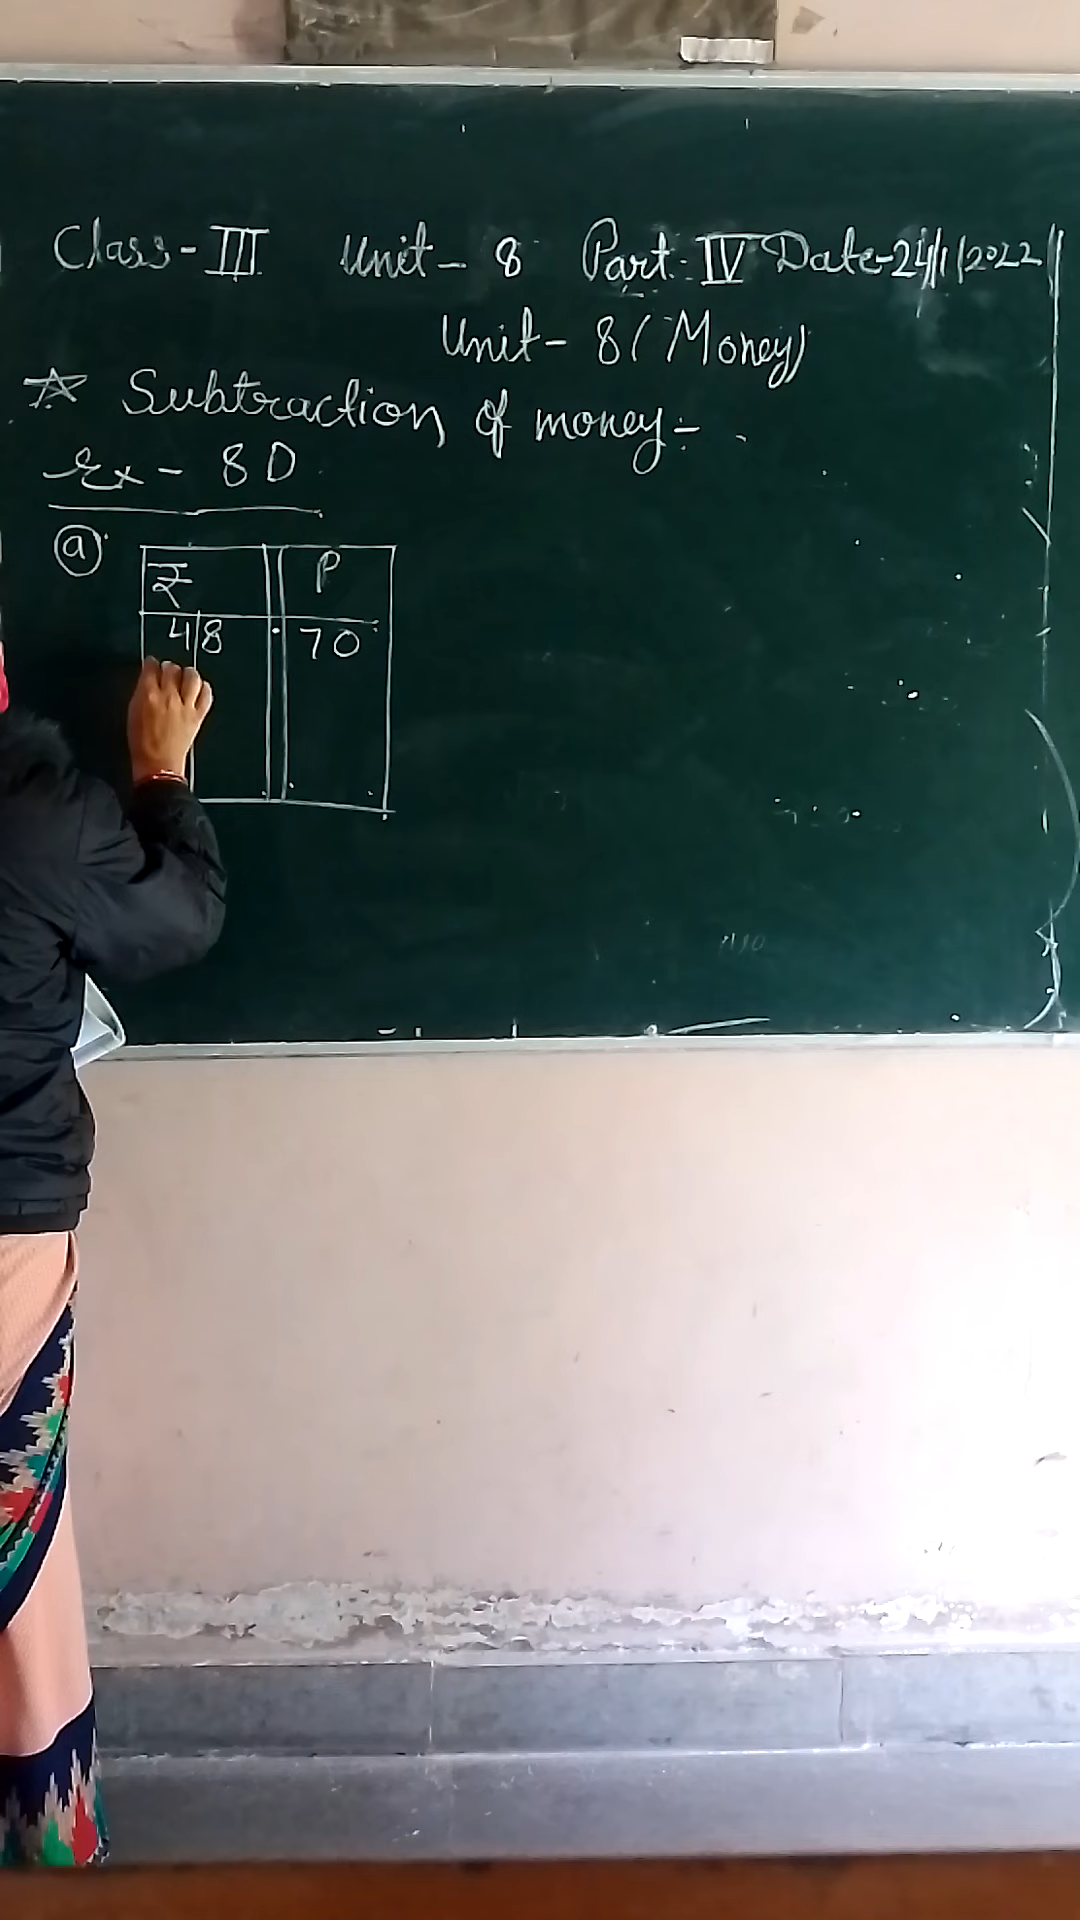 Class - III Unit - 8 Part - IV Date - 24/1/2022
Unit - 8 (Money)
☆ Subtraction of money :-
Ex - 8D
(a)
₹ P
48 . 70